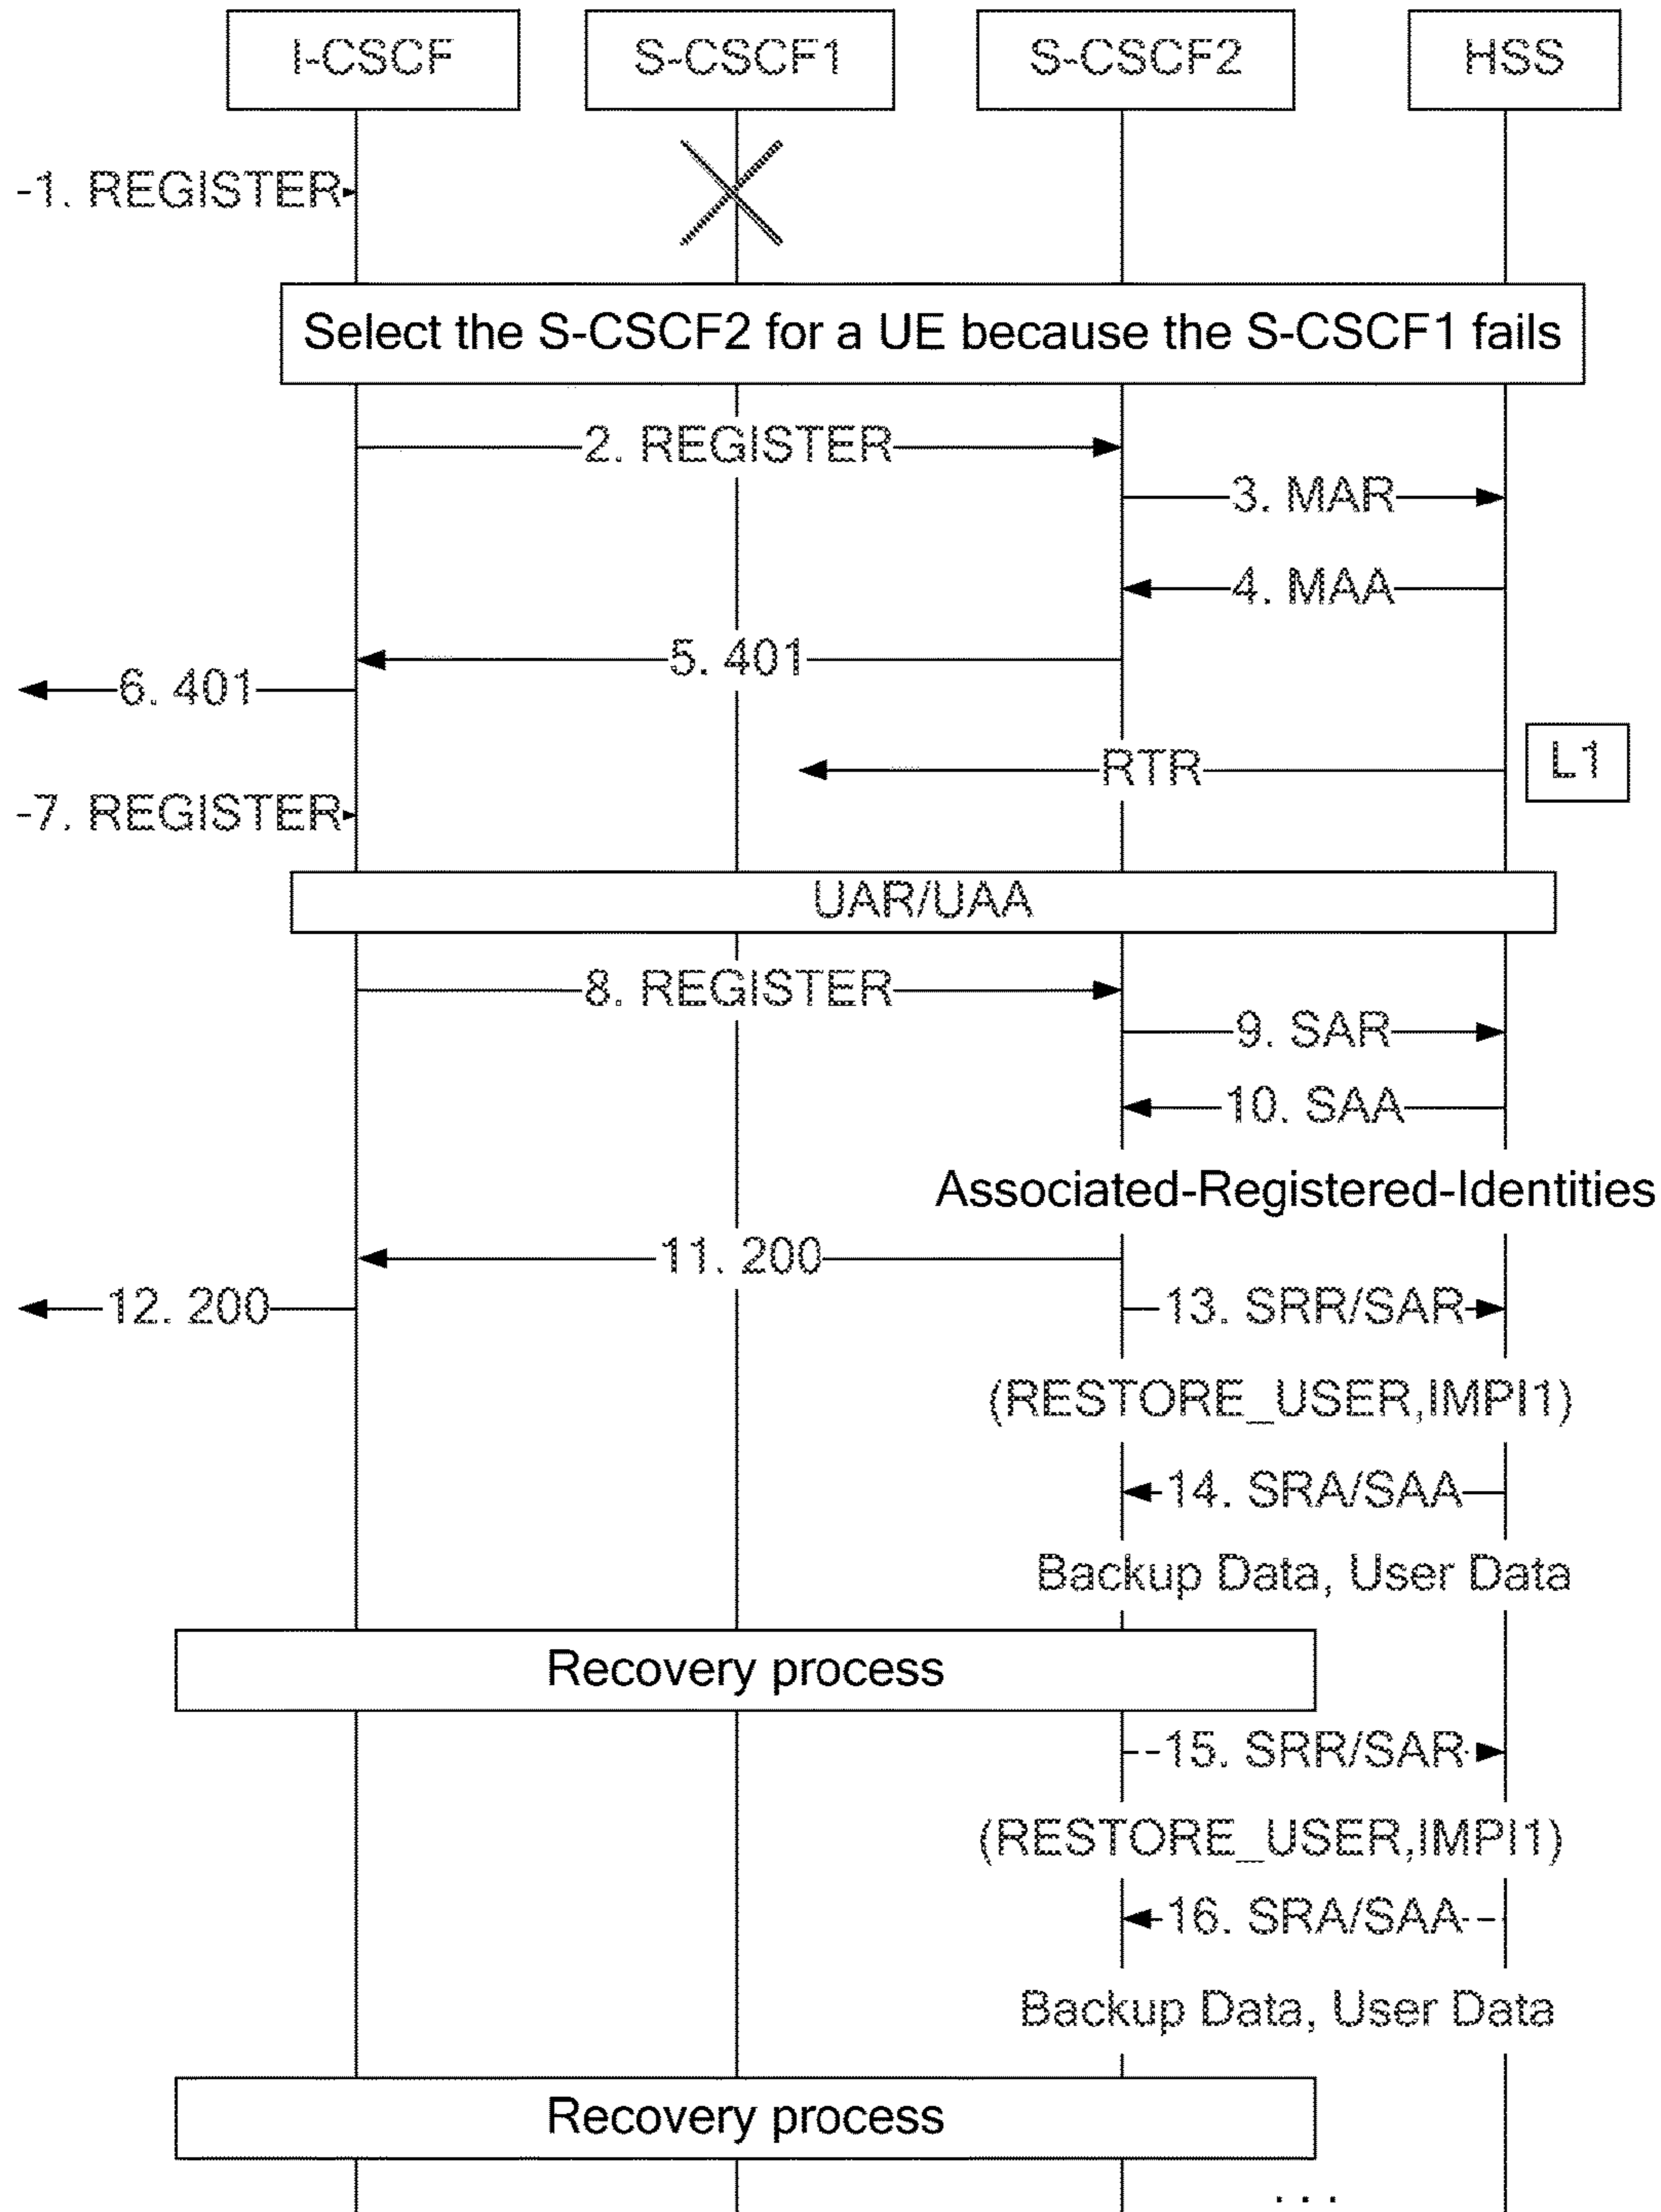 I-CSCF
S-CSCF1
S-CSCF2
HSS
-1. REGISTER
Select the S-CSCF2 for a UE because the S-CSCF1 fails
2. REGISTER
3. MAR
4. MAA
5. 401
6. 401
L1
RTR
-7. REGISTER
UAR/UAA
8. REGISTER
9. SAR
10. SAA
Associated-Registered-Identities
11. 200
12. 200
13. SRR/SAR
(RESTORE_USER,IMPI1)
14. SRA/SAA
Backup Data, User Data
Recovery process
15. SRR/SAR
(RESTORE_USER,IMPI1)
16. SRA/SAA
Backup Data, User Data
Recovery process
...